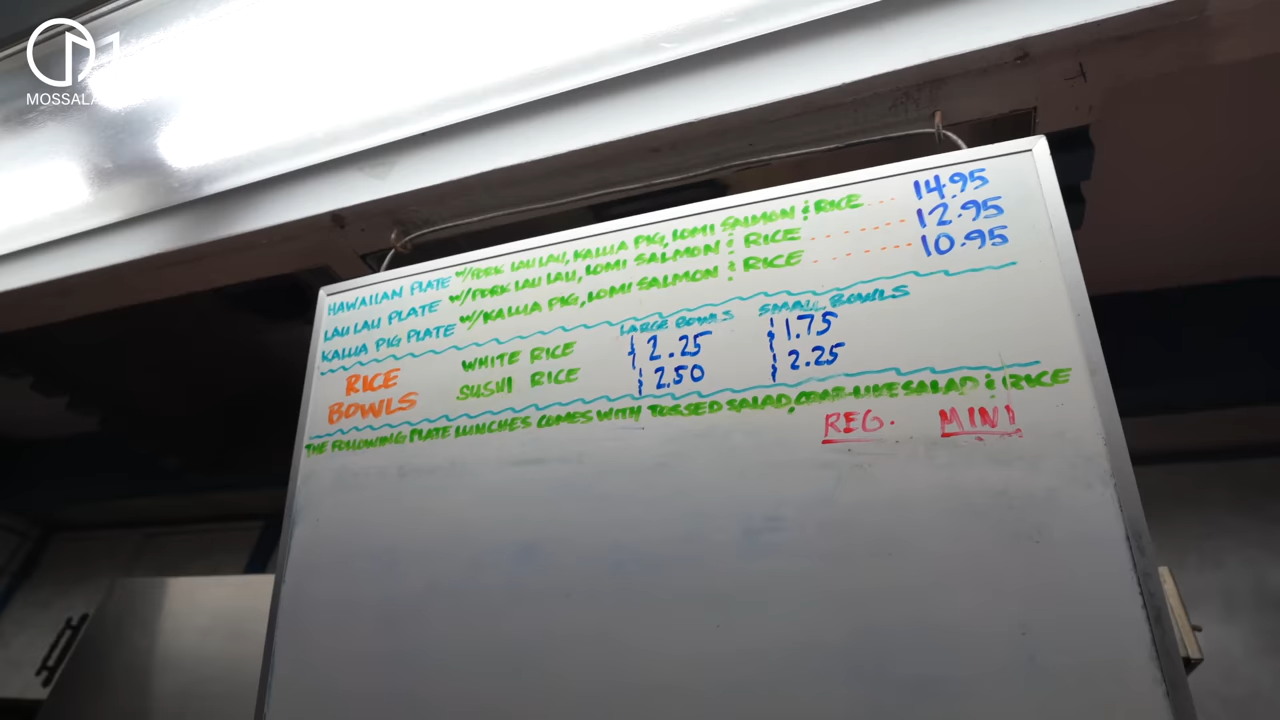 MOSSALA
HAWAIIAN PLATE W/PORK LAU LAU, KALUA PIG, LOMI SALMON & RICE .... 14.95
LAU LAU PLATE W/PORK LAU LAU, LOMI SALMON & RICE ....... 12.95
KALUA PIG PLATE W/KALUA PIG, LOMI SALMON & RICE ....... 10.95
LARGE BOWLS SMALL BOWLS
RICE BOWLS
WHITE RICE $2.25 $1.75
SUSHI RICE $2.50 $2.25
THE FOLLOWING PLATE LUNCHES COMES WITH TOSSED SALAD, CRAB-LIKE SALAD & RICE
REG. MINI